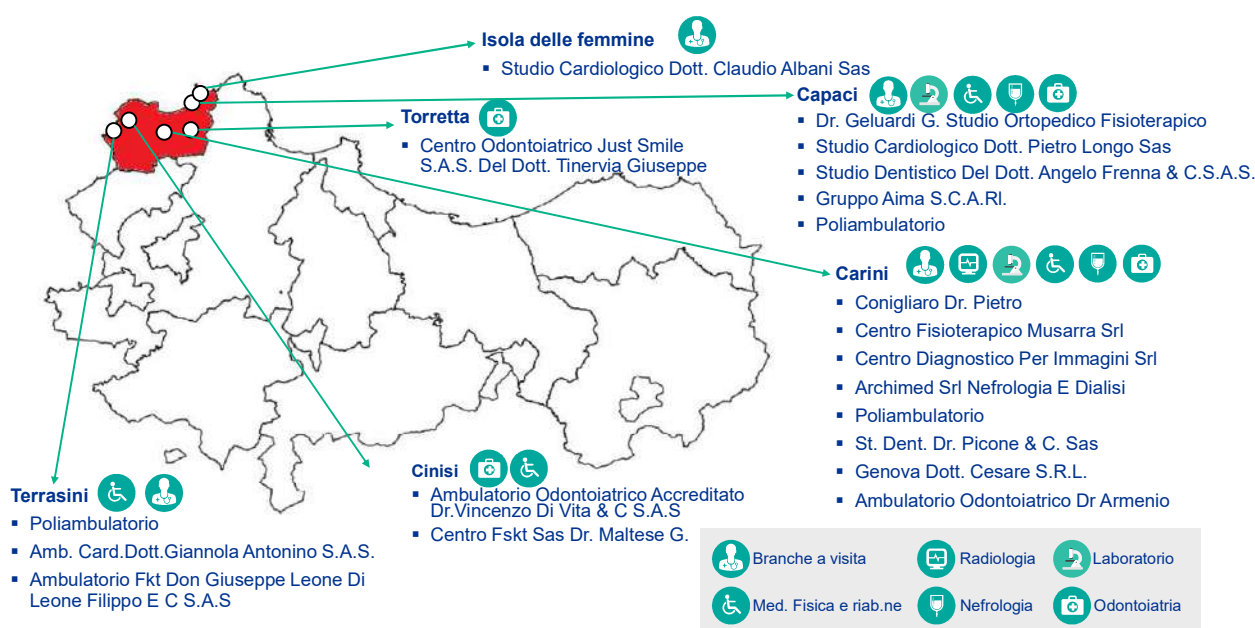 Isola delle femmine
▪ Studio Cardiologico Dott. Claudio Albani Sas
Capaci
▪ Dr. Geluardi G. Studio Ortopedico Fisioterapico
▪ Studio Cardiologico Dott. Pietro Longo Sas
▪ Studio Dentistico Del Dott. Angelo Frenna & C.S.A.S.
▪ Gruppo Aima S.C.A.Rl.
▪ Poliambulatorio
Torretta
▪ Centro Odontoiatrico Just Smile
S.A.S. Del Dott. Tinervia Giuseppe
Carini
▪ Conigliaro Dr. Pietro
▪ Centro Fisioterapico Musarra Srl
▪ Centro Diagnostico Per Immagini Srl
▪ Archimed Srl Nefrologia E Dialisi
▪ Poliambulatorio
▪ St. Dent. Dr. Picone & C. Sas
▪ Genova Dott. Cesare S.R.L.
▪ Ambulatorio Odontoiatrico Dr Armenio
Terrasini
▪ Poliambulatorio
▪ Amb. Card.Dott.Giannola Antonino S.A.S.
▪ Ambulatorio Fkt Don Giuseppe Leone Di
Leone Filippo E C S.A.S
Cinisi
▪ Ambulatorio Odontoiatrico Accreditato
Dr.Vincenzo Di Vita & C S.A.S
▪ Centro Fskt Sas Dr. Maltese G.
Branche a visita
Radiologia
Laboratorio
Med. Fisica e riab.ne
Nefrologia
Odontoiatria